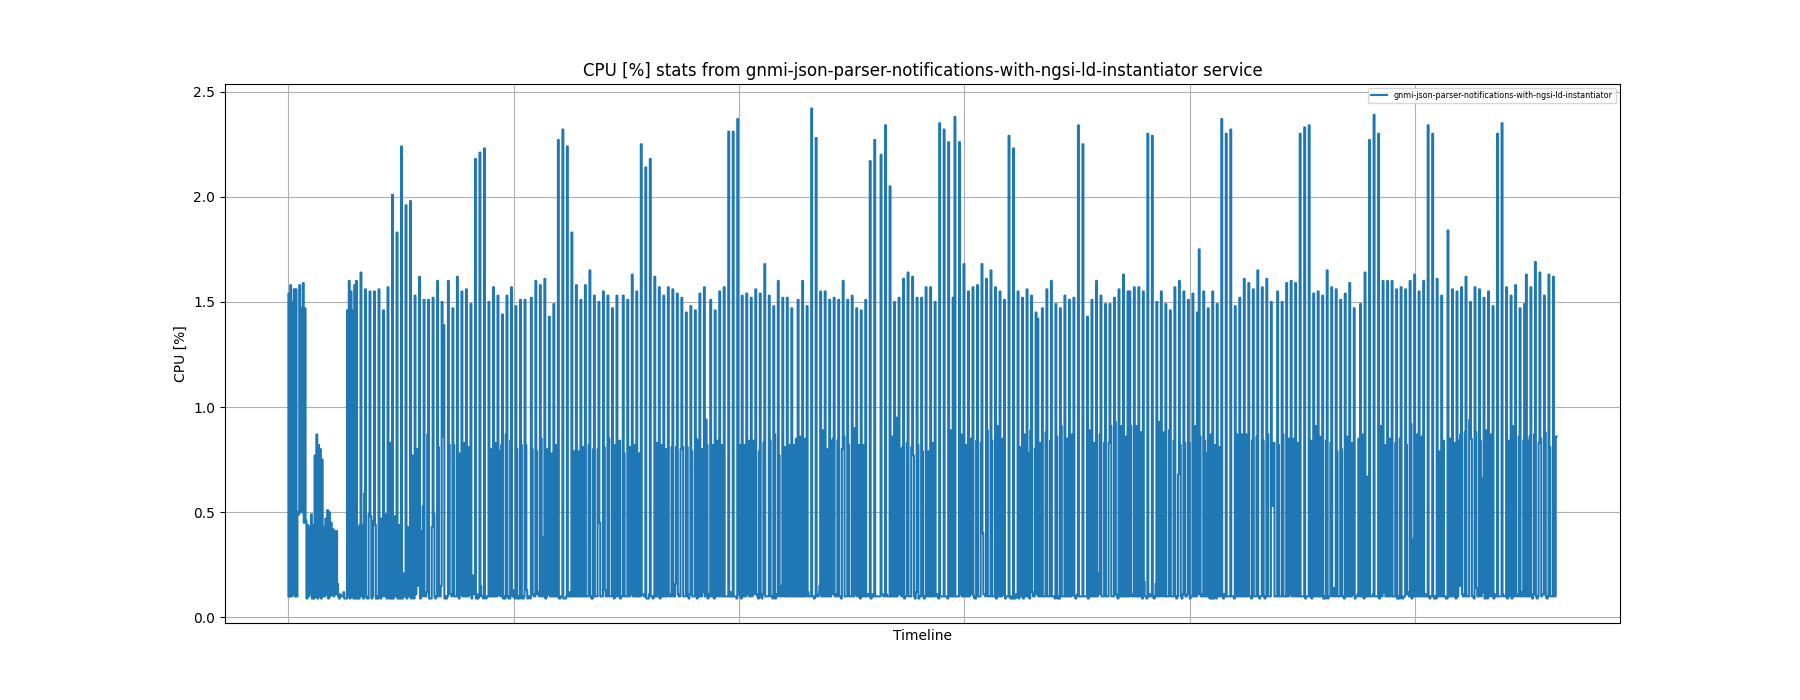 CPU [%] stats from gnmi-json-parser-notifications-with-ngsi-ld-instantiator service
gnmi-json-parser-notifications-with-ngsi-ld-instantiator
2.5
2.0
1.5
1.0
0.5
0.0
CPU [%]
Timeline